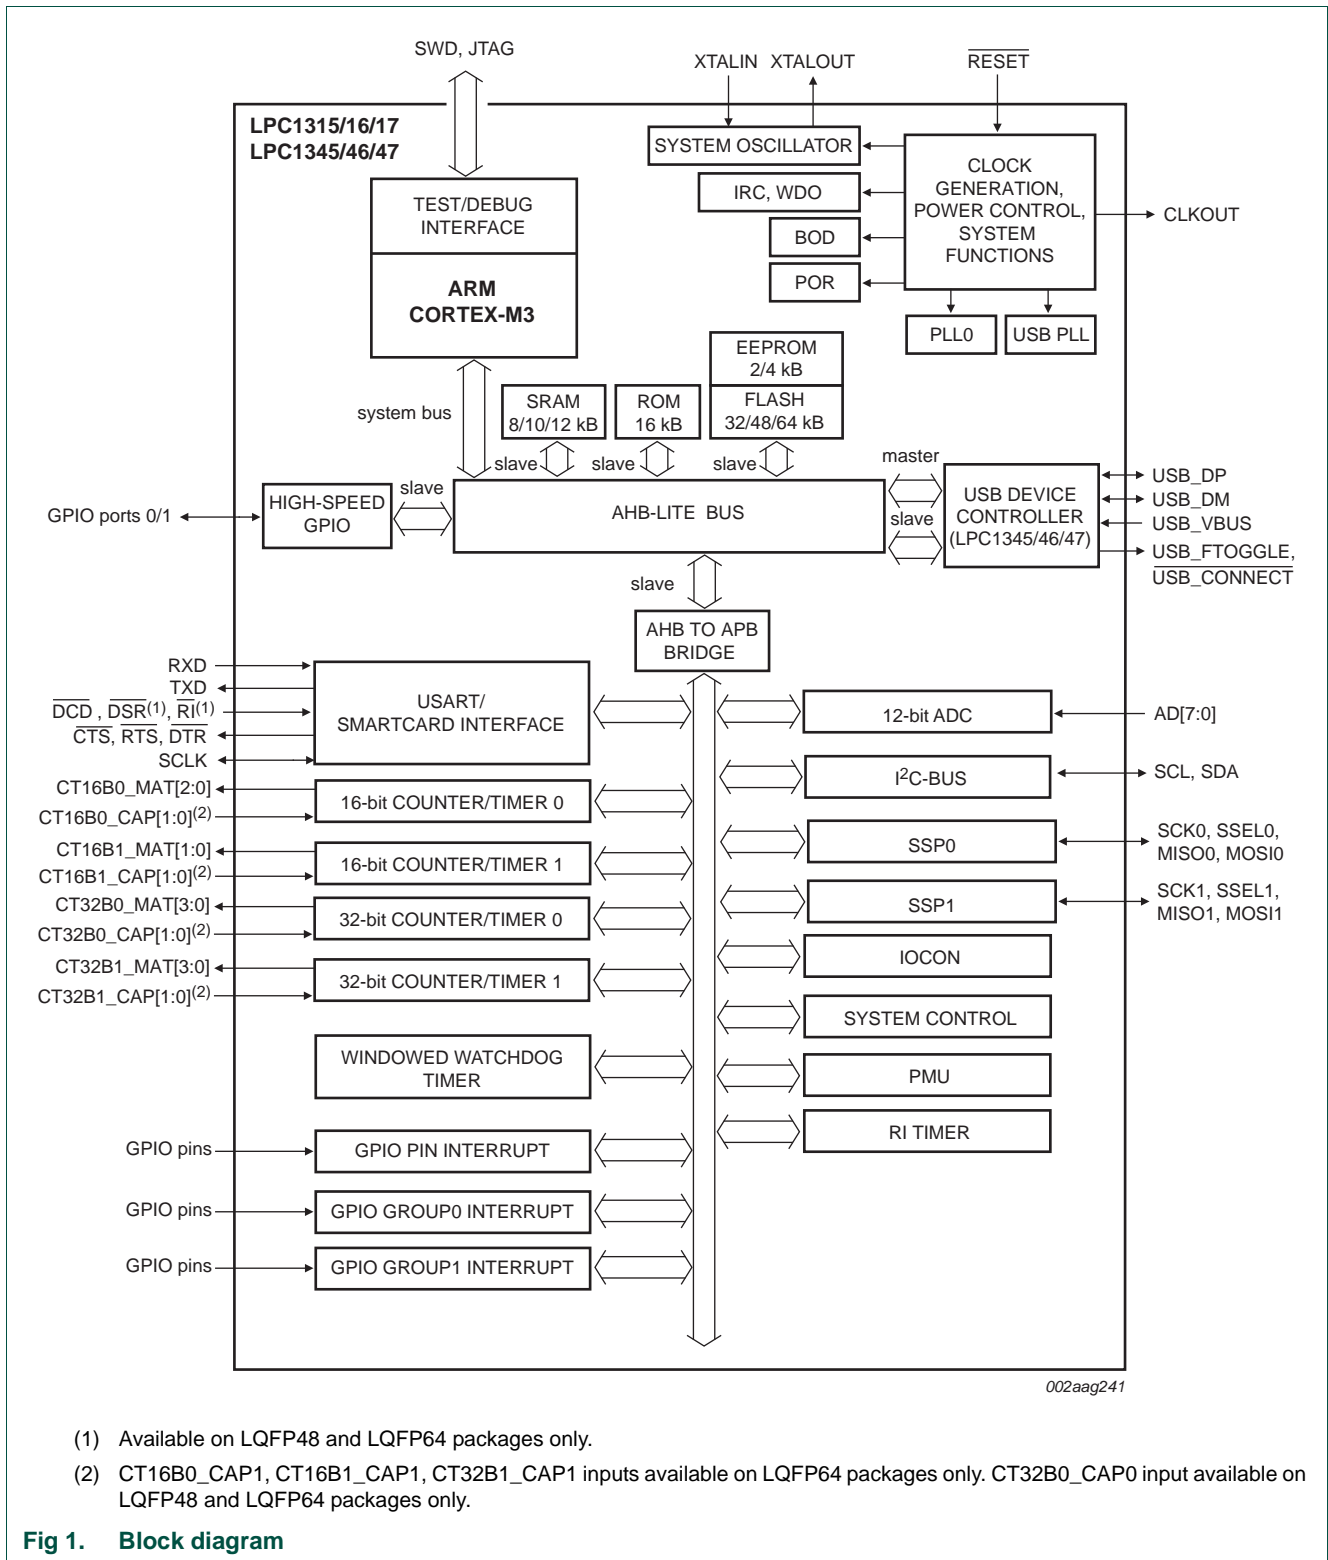 SWD, JTAG
XTALIN XTALOUT
RESET
LPC1315/16/17
LPC1345/46/47
SYSTEM OSCILLATOR
CLOCK
GENERATION,
POWER CONTROL,
SYSTEM
FUNCTIONS
IRC, WDO
BOD
POR
CLKOUT
PLL0
USB PLL
TEST/DEBUG
INTERFACE
ARM
CORTEX-M3
EEPROM
2/4 kB
SRAM
8/10/12 kB
ROM
16 kB
FLASH
32/48/64 kB
system bus
slave
slave
slave
master
slave
slave
GPIO ports 0/1
HIGH-SPEED
GPIO
AHB-LITE BUS
USB DEVICE
CONTROLLER
(LPC1345/46/47)
USB_DP
USB_DM
USB_VBUS
USB_FTOGGLE,
USB_CONNECT
slave
AHB TO APB
BRIDGE
RXD
TXD
DCD , DSR(1), RI(1)
CTS, RTS, DTR
SCLK
USART/
SMARTCARD INTERFACE
12-bit ADC
AD[7:0]
CT16B0_MAT[2:0]
CT16B0_CAP[1:0](2)
16-bit COUNTER/TIMER 0
I2C-BUS
SCL, SDA
CT16B1_MAT[1:0]
CT16B1_CAP[1:0](2)
16-bit COUNTER/TIMER 1
SSP0
SCK0, SSEL0,
MISO0, MOSI0
CT32B0_MAT[3:0]
CT32B0_CAP[1:0](2)
32-bit COUNTER/TIMER 0
SSP1
SCK1, SSEL1,
MISO1, MOSI1
CT32B1_MAT[3:0]
CT32B1_CAP[1:0](2)
32-bit COUNTER/TIMER 1
IOCON
SYSTEM CONTROL
WINDOWED WATCHDOG
TIMER
PMU
RI TIMER
GPIO pins
GPIO PIN INTERRUPT
GPIO pins
GPIO GROUP0 INTERRUPT
GPIO pins
GPIO GROUP1 INTERRUPT
002aag241
(1) Available on LQFP48 and LQFP64 packages only.
(2) CT16B0_CAP1, CT16B1_CAP1, CT32B1_CAP1 inputs available on LQFP64 packages only. CT32B0_CAP0 input available on
LQFP48 and LQFP64 packages only.
Fig 1. Block diagram